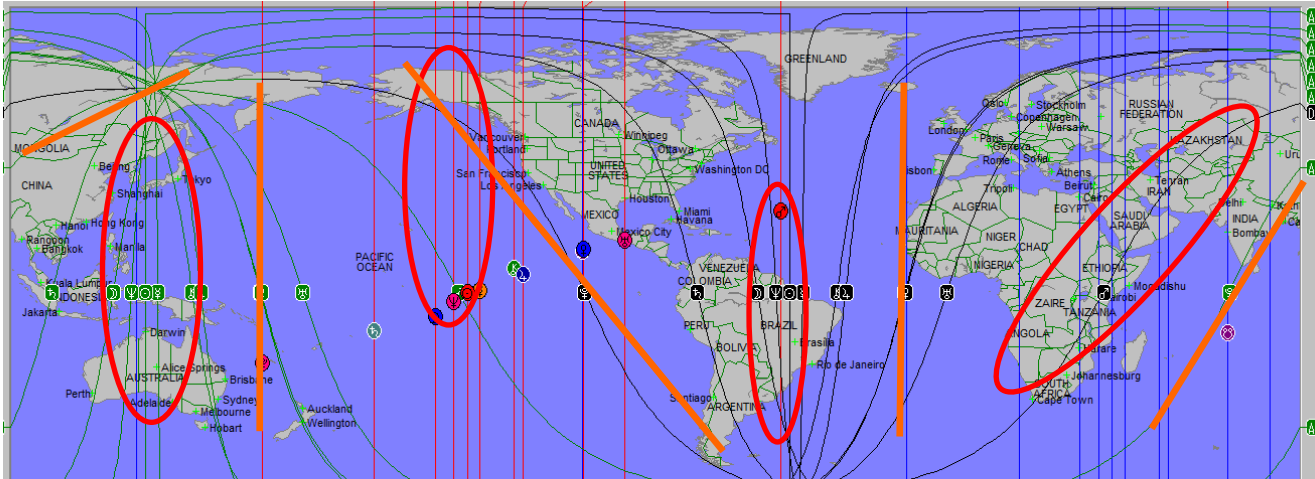 GREENLAND
Oslo
Stockholm
RUSSIAN
FEDERATION
Copenhagen
CANADA
Winnipeg
London
Warsaw
Vancouver
Portland
Paris
KAZAKHSTAN
MONGOLIA
Ottawa
Geneva
Beijing
UNITED
STATES
Rome
Sofia
San Francisco
Washington DC
Athens
Tokyo
CHINA
Shanghai
Los Angeles
Beirut
Tehran
IRAN
Tripoli
Houston
Cairo
Delhi
ALGERIA
EGYPT
SAUDI
ARABIA
INDIA
Hanoi
Hong Kong
MEXICO
Miami
Havana
Mexico City
MAURITANIA
Bombay
Rangoon
Bangkok
Manila
NIGER
CHAD
PACIFIC
OCEAN
VENEZUELA
COLOMBIA
NIGERIA
ETHIOPIA
Kuala Lumpur
INDONESIA
Mogadishu
ZAIRE
Nairobi
TANZANIA
Jakarta
Darwin
PERU
BRAZIL
ANGOLA
BOLIVIA
Brasilia
Harare
Alice Springs
AUSTRALIA
Brisbane
Rio de Janeiro
Johannesburg
Perth
Adelaide
Sydney
Santiago
ARGENTINA
SOUTH
AFRICA
Cape Town
Melbourne
Auckland
Wellington
Hobart